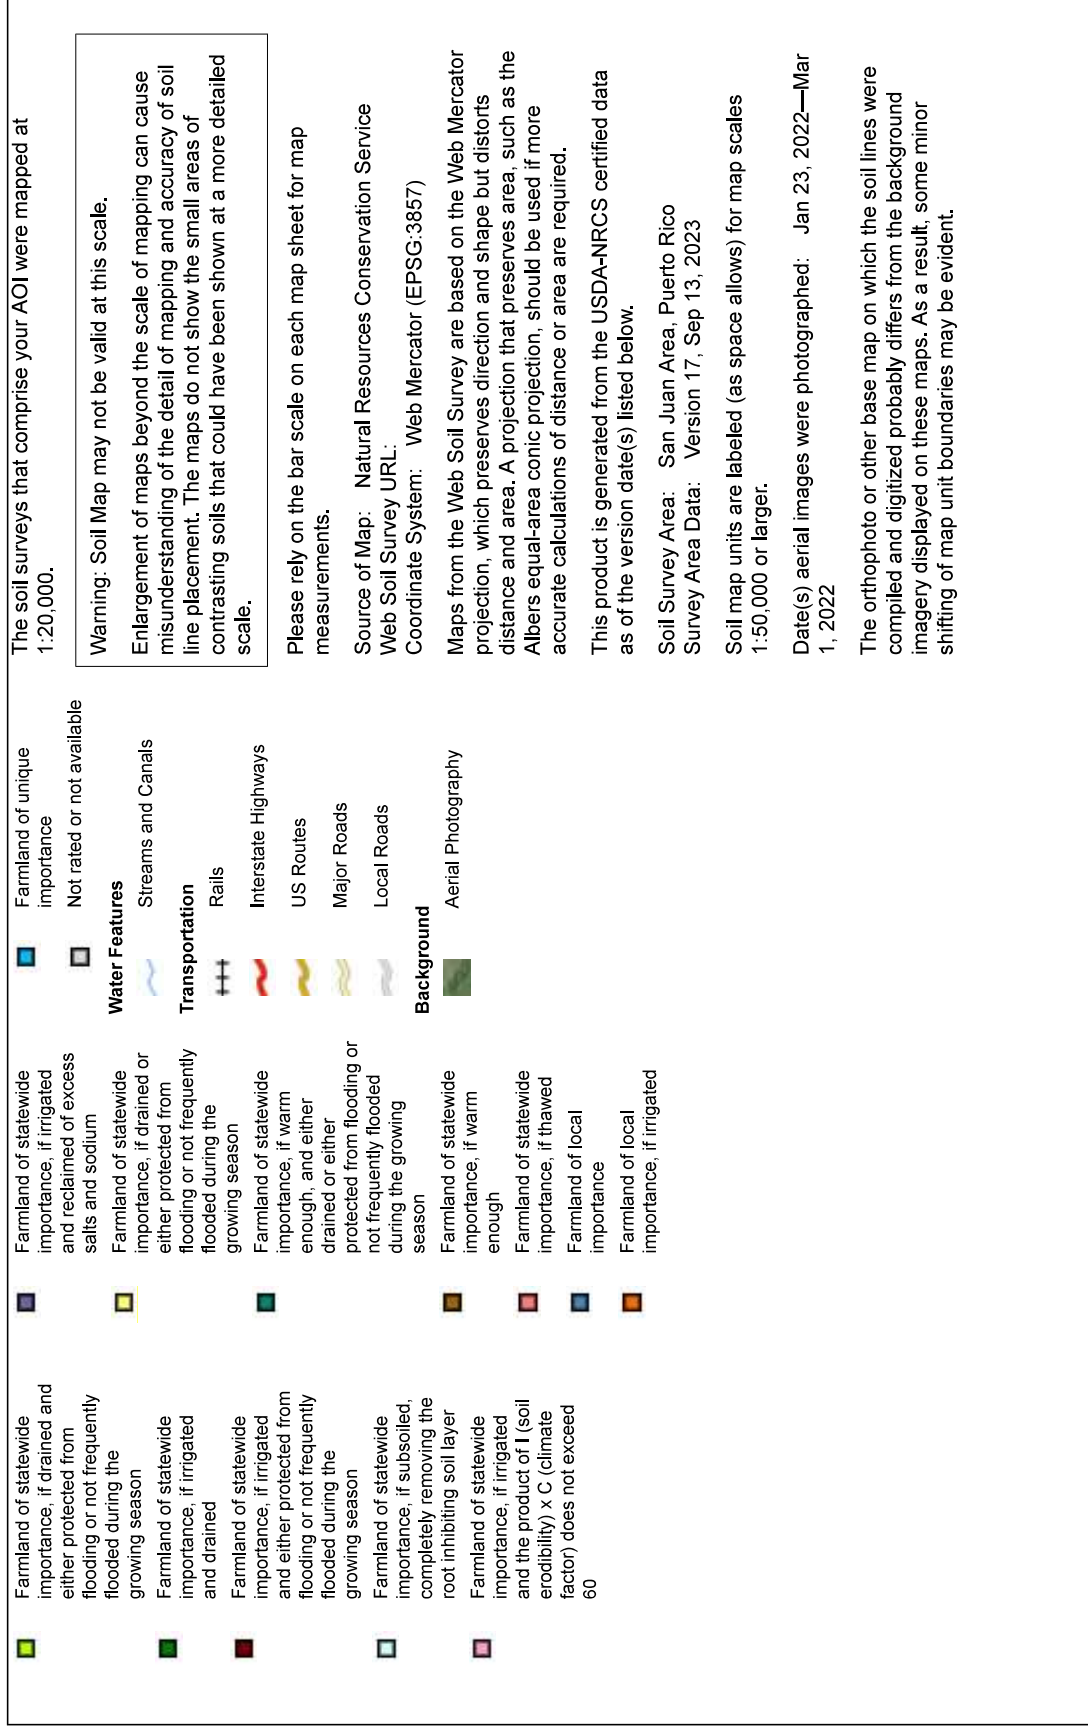 Farmland of statewide
importance, if drained and
either protected from
flooding or not frequently
flooded during the
growing season
Farmland of statewide
importance, if irrigated
and drained
Farmland of statewide
importance, if irrigated
and either protected from
flooding or not frequently
flooded during the
growing season
Farmland of statewide
importance, if subsoiled,
completely removing the
root inhibiting soil layer
Farmland of statewide
importance, if irrigated
and the product of I (soil
erodibility) x C (climate
factor) does not exceed
60
Farmland of statewide
importance, if irrigated
and reclaimed of excess
salts and sodium
Farmland of statewide
importance, if drained or
either protected from
flooding or not frequently
flooded during the
growing season
Farmland of statewide
importance, if warm
enough, and either
drained or either
protected from flooding or
not frequently flooded
during the growing
season
Farmland of statewide
importance, if warm
enough
Farmland of statewide
importance, if thawed
Farmland of local
importance
Farmland of local
importance, if irrigated
Farmland of unique
importance
Not rated or not available
Water Features
Streams and Canals
Transportation
Rails
Interstate Highways
US Routes
Major Roads
Local Roads
Background
Aerial Photography
The soil surveys that comprise your AOI were mapped at
1:20,000.
Warning: Soil Map may not be valid at this scale.
Enlargement of maps beyond the scale of mapping can cause
misunderstanding of the detail of mapping and accuracy of soil
line placement. The maps do not show the small areas of
contrasting soils that could have been shown at a more detailed
scale.
Please rely on the bar scale on each map sheet for map
measurements.
Source of Map: Natural Resources Conservation Service
Web Soil Survey URL:
Coordinate System: Web Mercator (EPSG:3857)
Maps from the Web Soil Survey are based on the Web Mercator
projection, which preserves direction and shape but distorts
distance and area. A projection that preserves area, such as the
Albers equal-area conic projection, should be used if more
accurate calculations of distance or area are required.
This product is generated from the USDA-NRCS certified data
as of the version date(s) listed below.
Soil Survey Area: San Juan Area, Puerto Rico
Survey Area Data: Version 17, Sep 13, 2023
Soil map units are labeled (as space allows) for map scales
1:50,000 or larger.
Date(s) aerial images were photographed: Jan 23, 2022—Mar
1, 2022
The orthophoto or other base map on which the soil lines were
compiled and digitized probably differs from the background
imagery displayed on these maps. As a result, some minor
shifting of map unit boundaries may be evident.